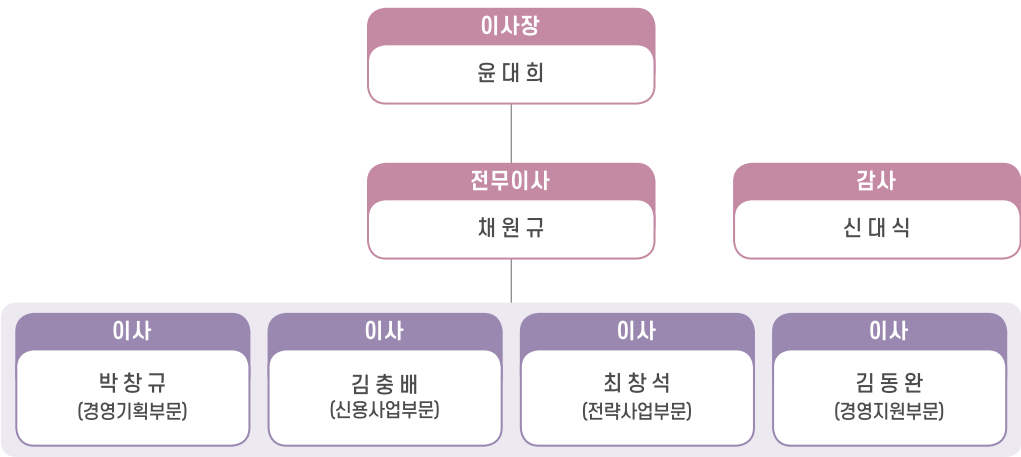 이사장
윤 대 희
전무이사
채 원 규
감사
신 대 식
이사
박 창 규
(경영기획부문)
이사
김 충 배
(신용사업부문)
이사
최 창 석
(전략사업부문)
이사
김 동 완
(경영지원부문)